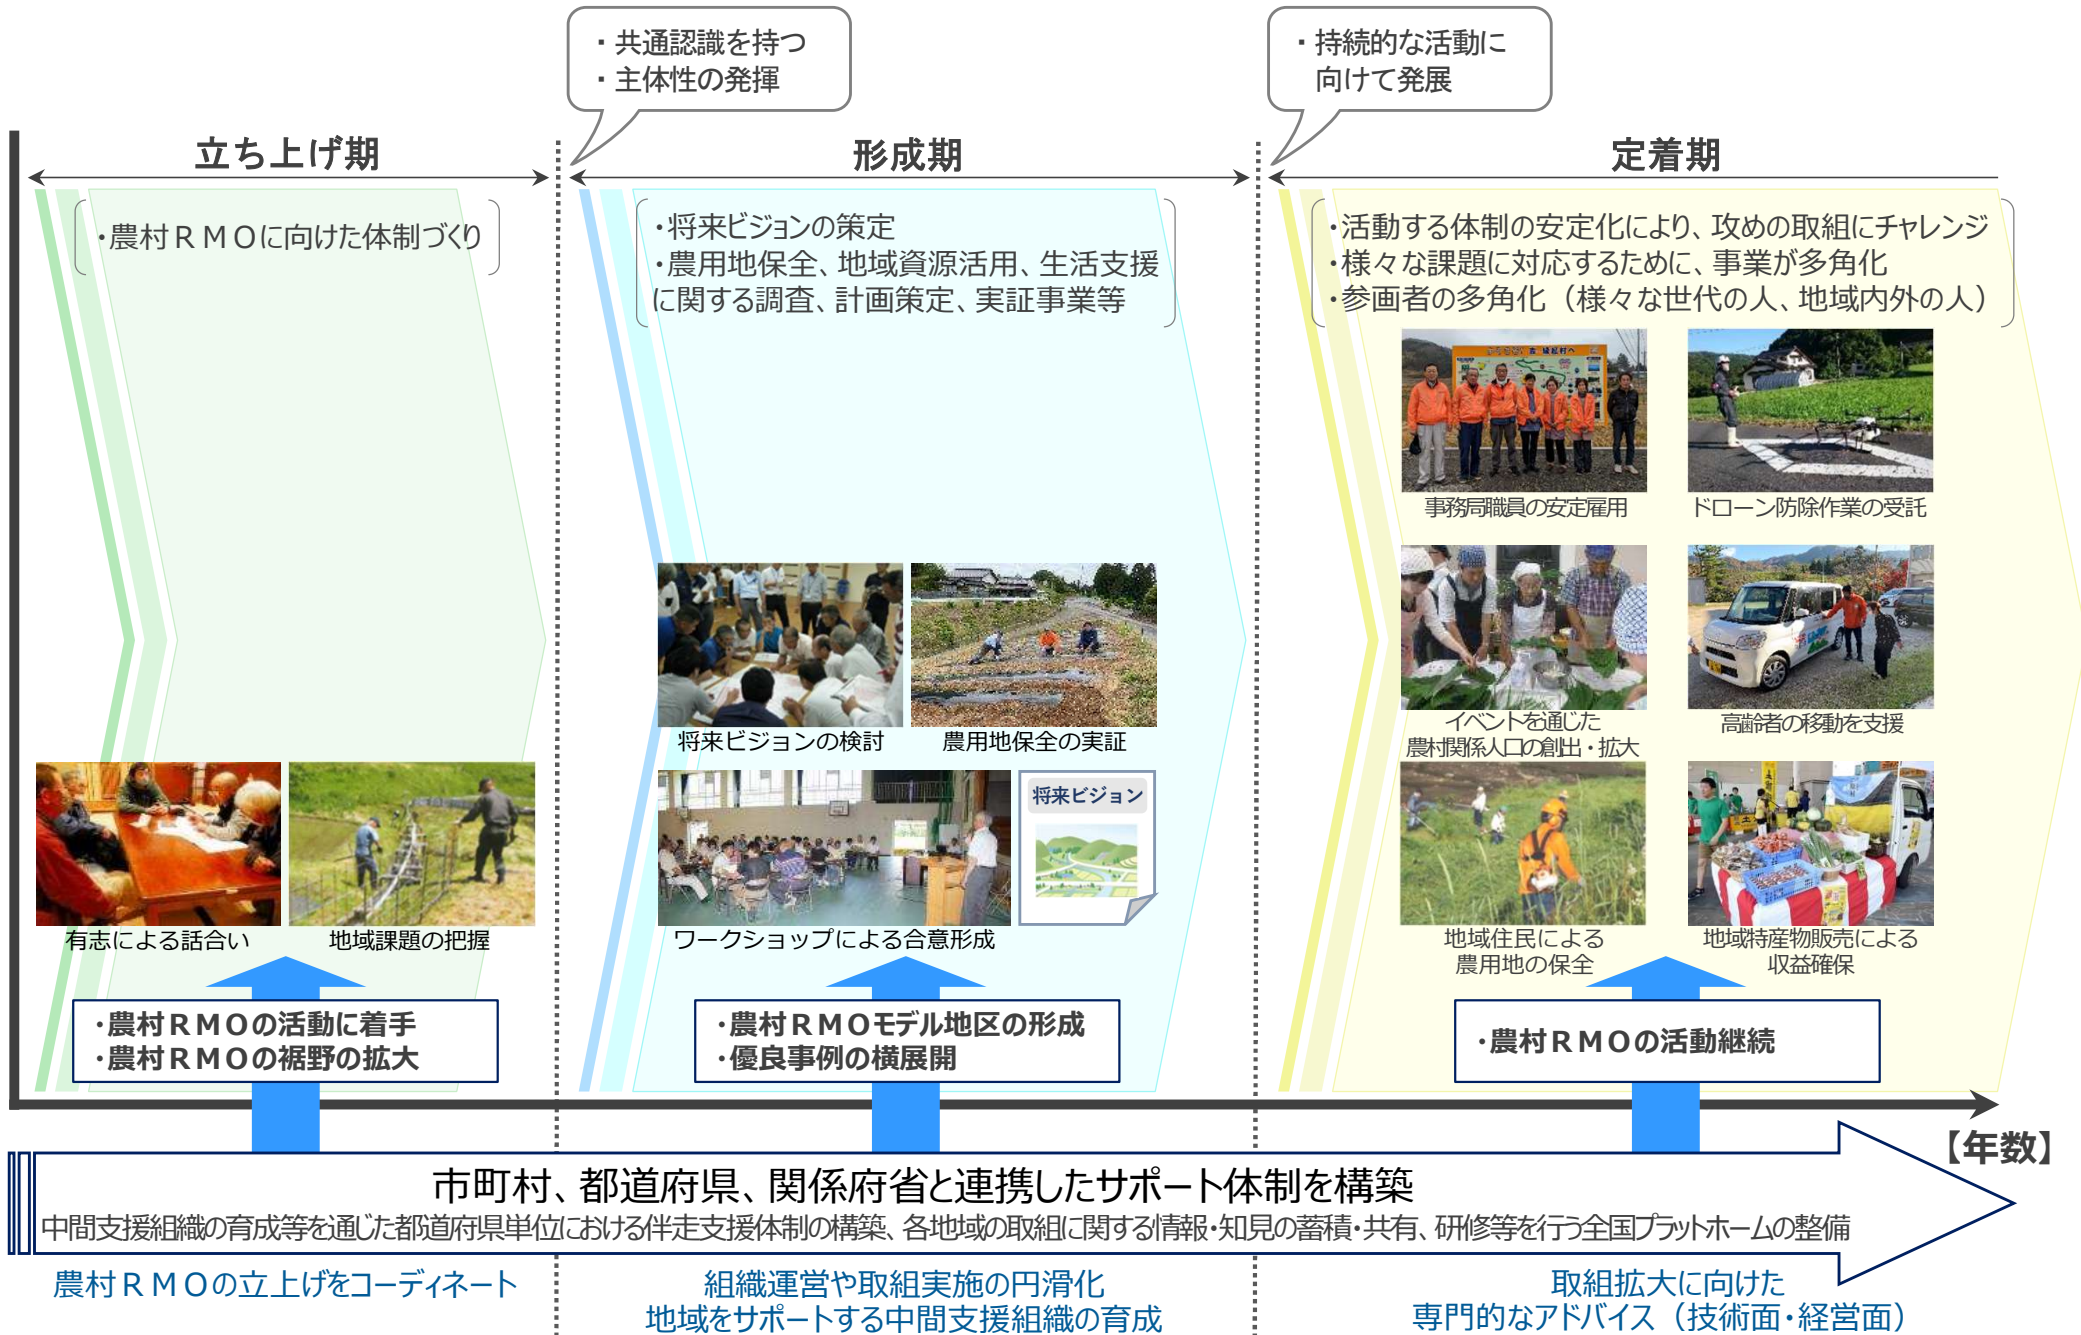 ・共通認識を持つ
・主体性の発揮
・持続的な活動に
向けて発展
立ち上げ期
形成期
定着期
・農村ＲＭＯに向けた体制づくり
・将来ビジョンの策定
・農用地保全、地域資源活用、生活支援
に関する調査、計画策定、実証事業等
・活動する体制の安定化により、攻めの取組にチャレンジ
・様々な課題に対応するために、事業が多角化
・参画者の多角化（様々な世代の人、地域内外の人）
事務局職員の安定雇用
ドローン防除作業の受託
将来ビジョンの検討
農用地保全の実証
イベントを通じた
農村関係人口の創出・拡大
高齢者の移動を支援
将来ビジョン
有志による話合い
地域課題の把握
ワークショップによる合意形成
地域住民による
農用地の保全
地域特産物販売による
収益確保
・農村ＲＭＯの活動に着手
・農村ＲＭＯの裾野の拡大
・農村ＲＭＯモデル地区の形成
・優良事例の横展開
・農村ＲＭＯの活動継続
【年数】
市町村、都道府県、関係府省と連携したサポート体制を構築
中間支援組織の育成等を通じた都道府県単位における伴走支援体制の構築、各地域の取組に関する情報・知見の蓄積・共有、研修等を行う全国プラットホームの整備
農村ＲＭＯの立上げをコーディネート
組織運営や取組実施の円滑化
地域をサポートする中間支援組織の育成
取組拡大に向けた
専門的なアドバイス（技術面・経営面）